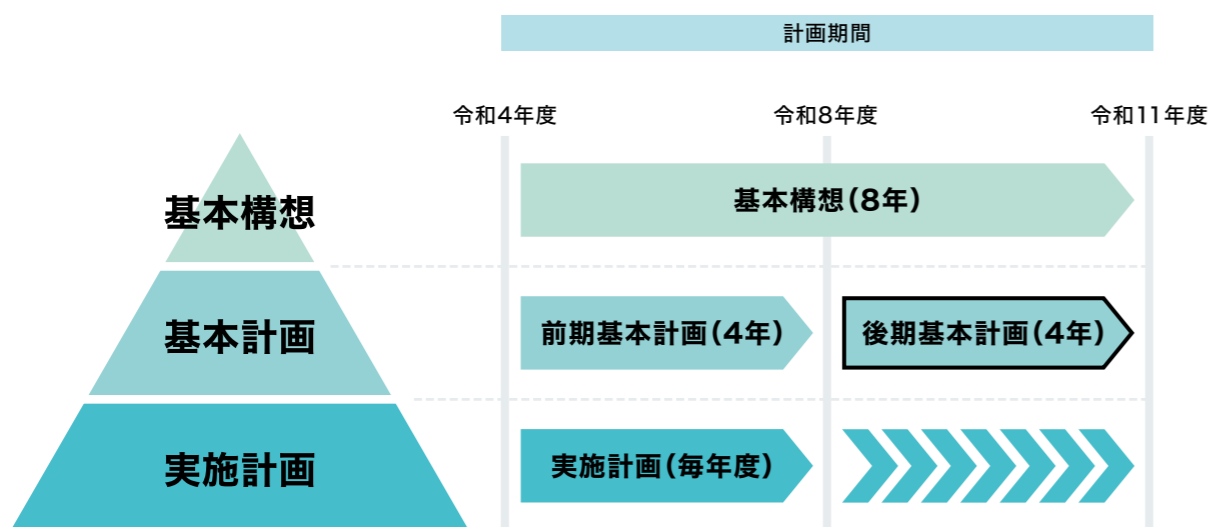 計画期間
令和4年度
令和8年度
令和11年度
基本構想
基本構想（8年）
基本計画
前期基本計画（4年）
後期基本計画（4年）
実施計画
実施計画（毎年度）